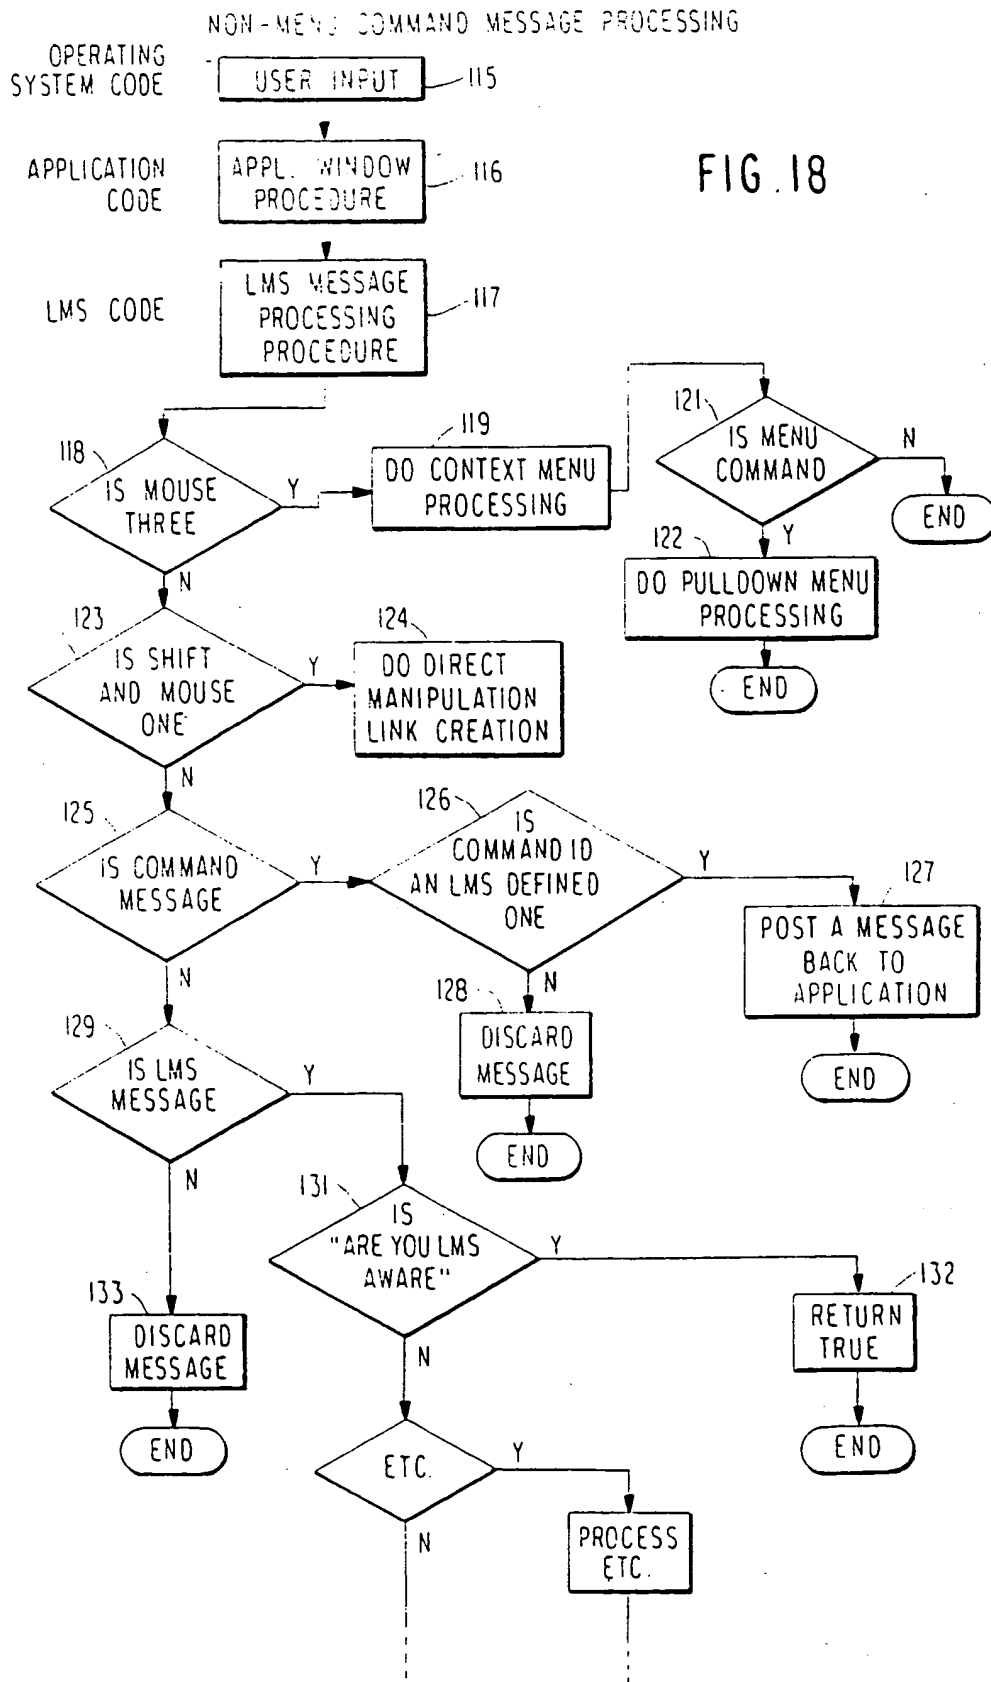 NON-MENU COMMAND MESSAGE PROCESSING
OPERATING
SYSTEM CODE
USER INPUT
115
APPLICATION
CODE
APPL. WINDOW
PROCEDURE
116
FIG.18
LMS CODE
LMS MESSAGE
PROCESSING
PROCEDURE
117
118
IS MOUSE
THREE
Y
N
119
DO CONTEXT MENU
PROCESSING
121
IS MENU
COMMAND
N
END
Y
122
DO PULLDOWN MENU
PROCESSING
END
123
IS SHIFT
AND MOUSE
ONE
Y
N
124
DO DIRECT
MANIPULATION
LINK CREATION
125
IS COMMAND
MESSAGE
Y
N
126
IS
COMMAND ID
AN LMS DEFINED
ONE
Y
N
127
POST A MESSAGE
BACK TO
APPLICATION
END
128
DISCARD
MESSAGE
END
129
IS LMS
MESSAGE
Y
N
131
IS
"ARE YOU LMS
AWARE"
Y
N
132
RETURN
TRUE
END
133
DISCARD
MESSAGE
END
ETC.
Y
N
PROCESS
ETC.